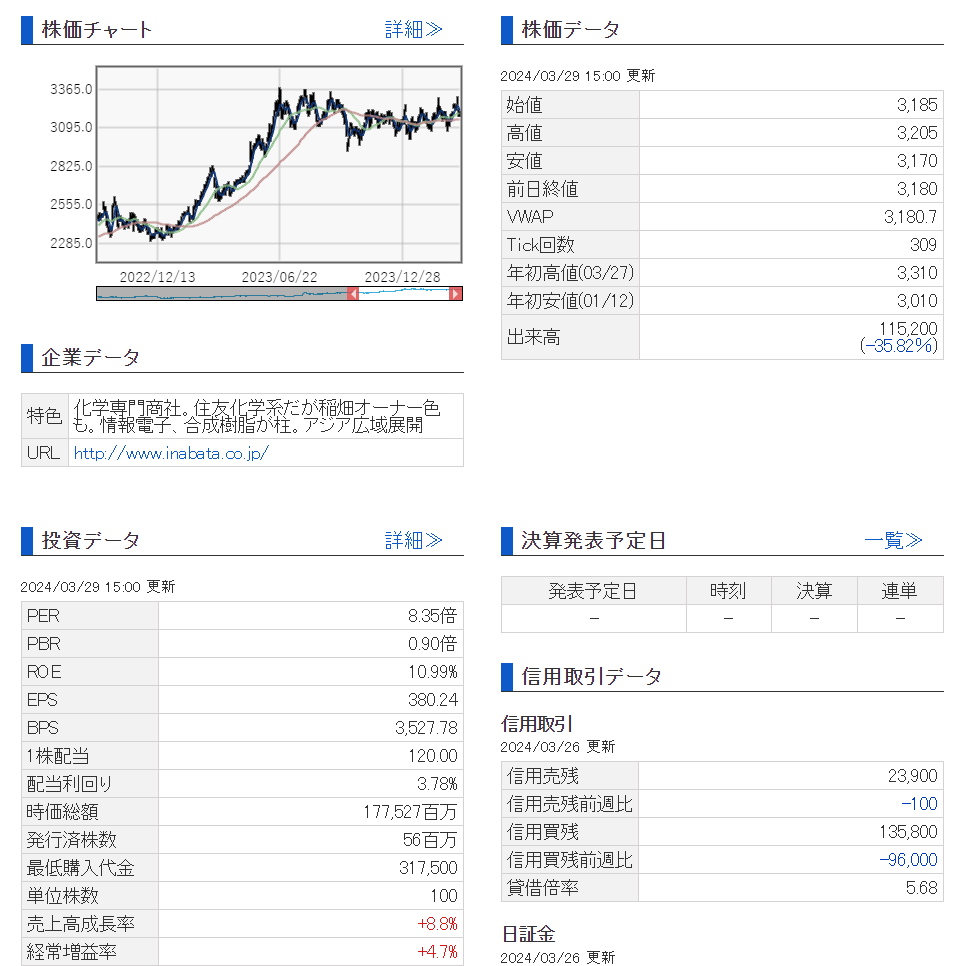 株価チャート
詳細≫
3365.0
3095.0
2825.0
2555.0
2285.0
2022/12/13 2023/06/22 2023/12/28
企業データ
特色 化学専門商社。住友化学系だが稲畑オーナー色
も。情報電子、合成樹脂が柱。アジア広域展開
URL http://www.inabata.co.jp/
株価データ
2024/03/29 15:00 更新
始値 3,185
高値 3,205
安値 3,170
前日終値 3,180
VWAP 3,180.7
Tick回数 309
年初高値(03/27) 3,310
年初安値(01/12) 3,010
出来高 115,200
(-35.82%)
投資データ
詳細≫
2024/03/29 15:00 更新
PER 8.35倍
PBR 0.90倍
ROE 10.99%
EPS 380.24
BPS 3,527.78
1株配当 120.00
配当利回り 3.78%
時価総額 177,527百万
発行済株数 56百万
最低購入代金 317,500
単位株数 100
売上高成長率 +8.8%
経常増益率 +4.7%
決算発表予定日
一覧≫
発表予定日 時刻 決算 連単
- - - -
信用取引データ
信用取引
2024/03/26 更新
信用売残 23,900
信用売残前週比 -100
信用買残 135,800
信用買残前週比 -96,000
貸借倍率 5.68
日証金
2024/03/26 更新